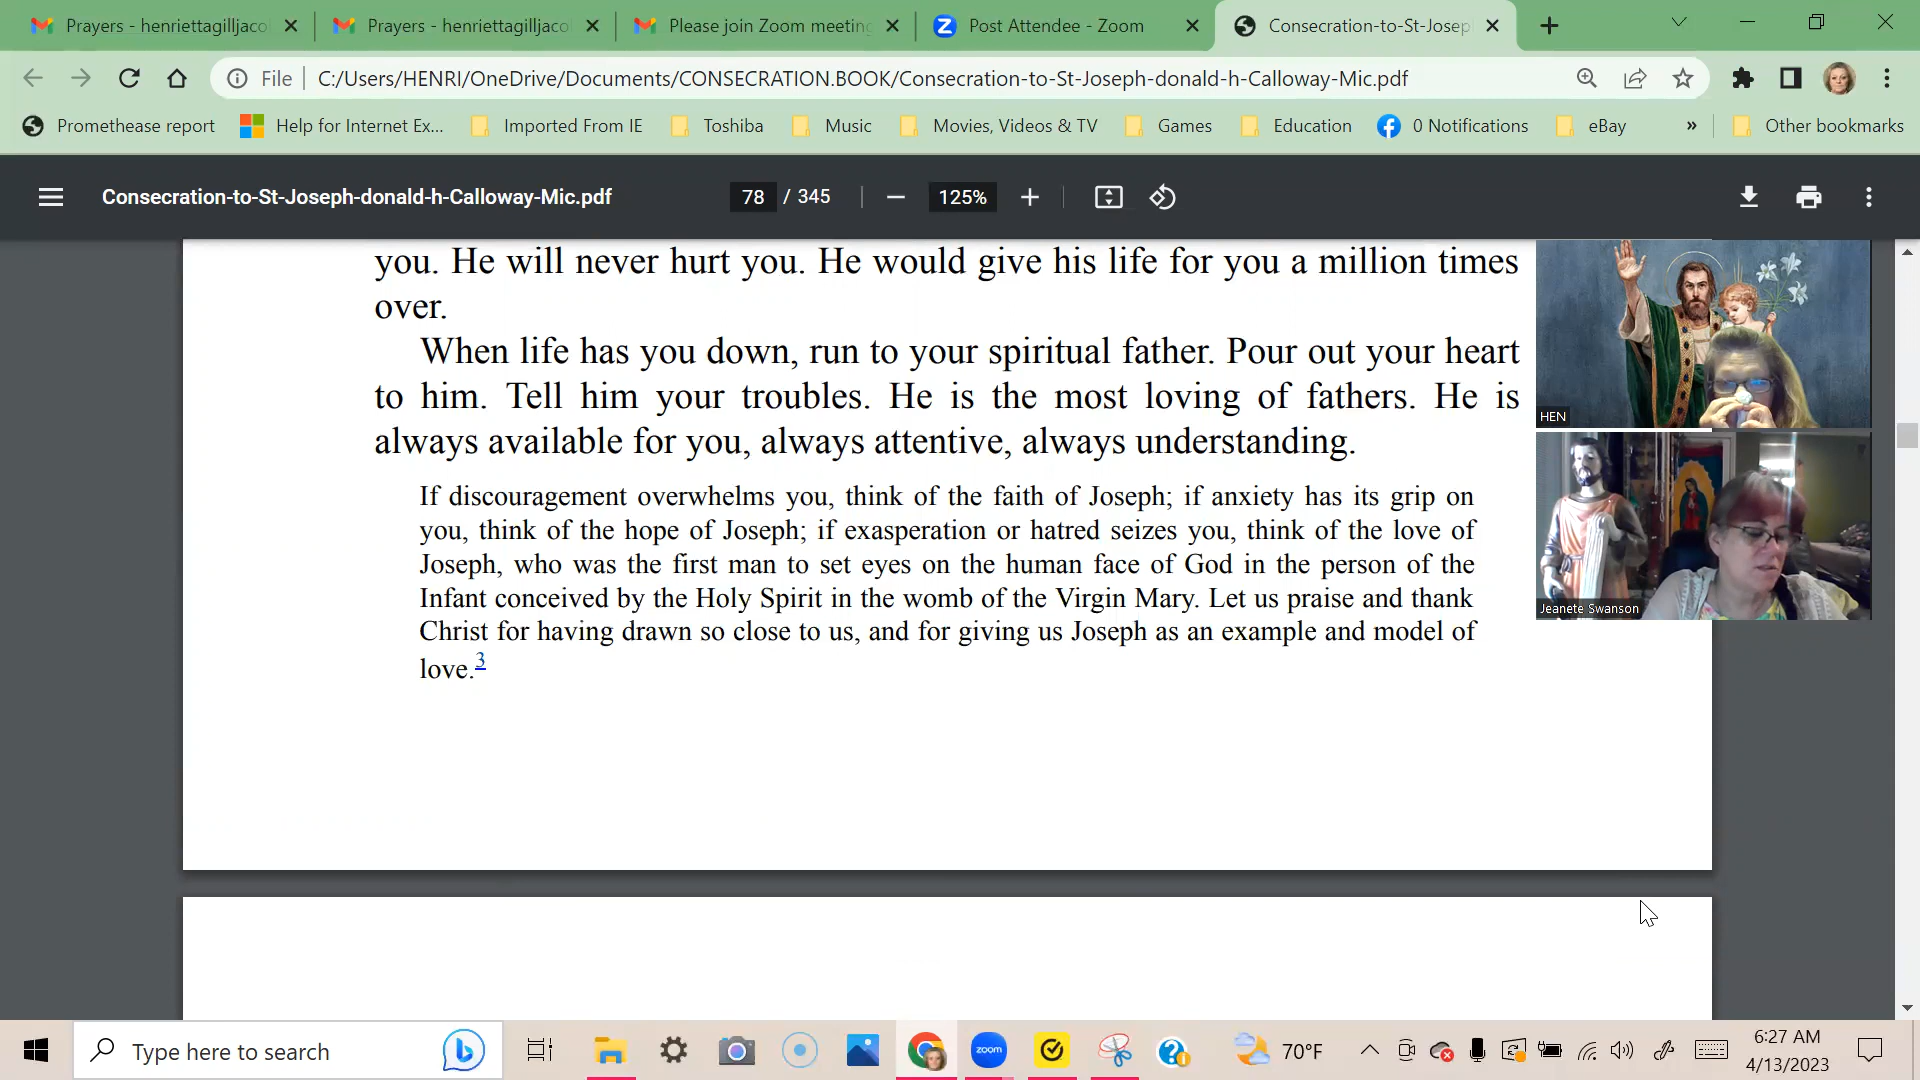 Prayers - henriettagilljaco
Prayers - henriettagilljaco
Please join Zoom meeting
Post Attendee - Zoom
Consecration-to-St-Josep
File
C:/Users/HENRI/OneDrive/Documents/CONSECRATION.BOOK/Consecration-to-St-Joseph-donald-h-Calloway-Mic.pdf
Promethease report
Help for Internet Ex...
Imported From IE
Toshiba
Music
Movies, Videos & TV
Games
Education
0 Notifications
eBay
»
Other bookmarks
Consecration-to-St-Joseph-donald-h-Calloway-Mic.pdf
78 / 345
125%
you. He will never hurt you. He would give his life for you a million times
over.
When life has you down, run to your spiritual father. Pour out your heart
to him. Tell him your troubles. He is the most loving of fathers. He is
always available for you, always attentive, always understanding.
If discouragement overwhelms you, think of the faith of Joseph; if anxiety has its grip on
you, think of the hope of Joseph; if exasperation or hatred seizes you, think of the love of
Joseph, who was the first man to set eyes on the human face of God in the person of the
Infant conceived by the Holy Spirit in the womb of the Virgin Mary. Let us praise and thank
Christ for having drawn so close to us, and for giving us Joseph as an example and model of
love.3
HEN
Jeanete Swanson
Type here to search
zoom
70°F
6:27 AM
4/13/2023